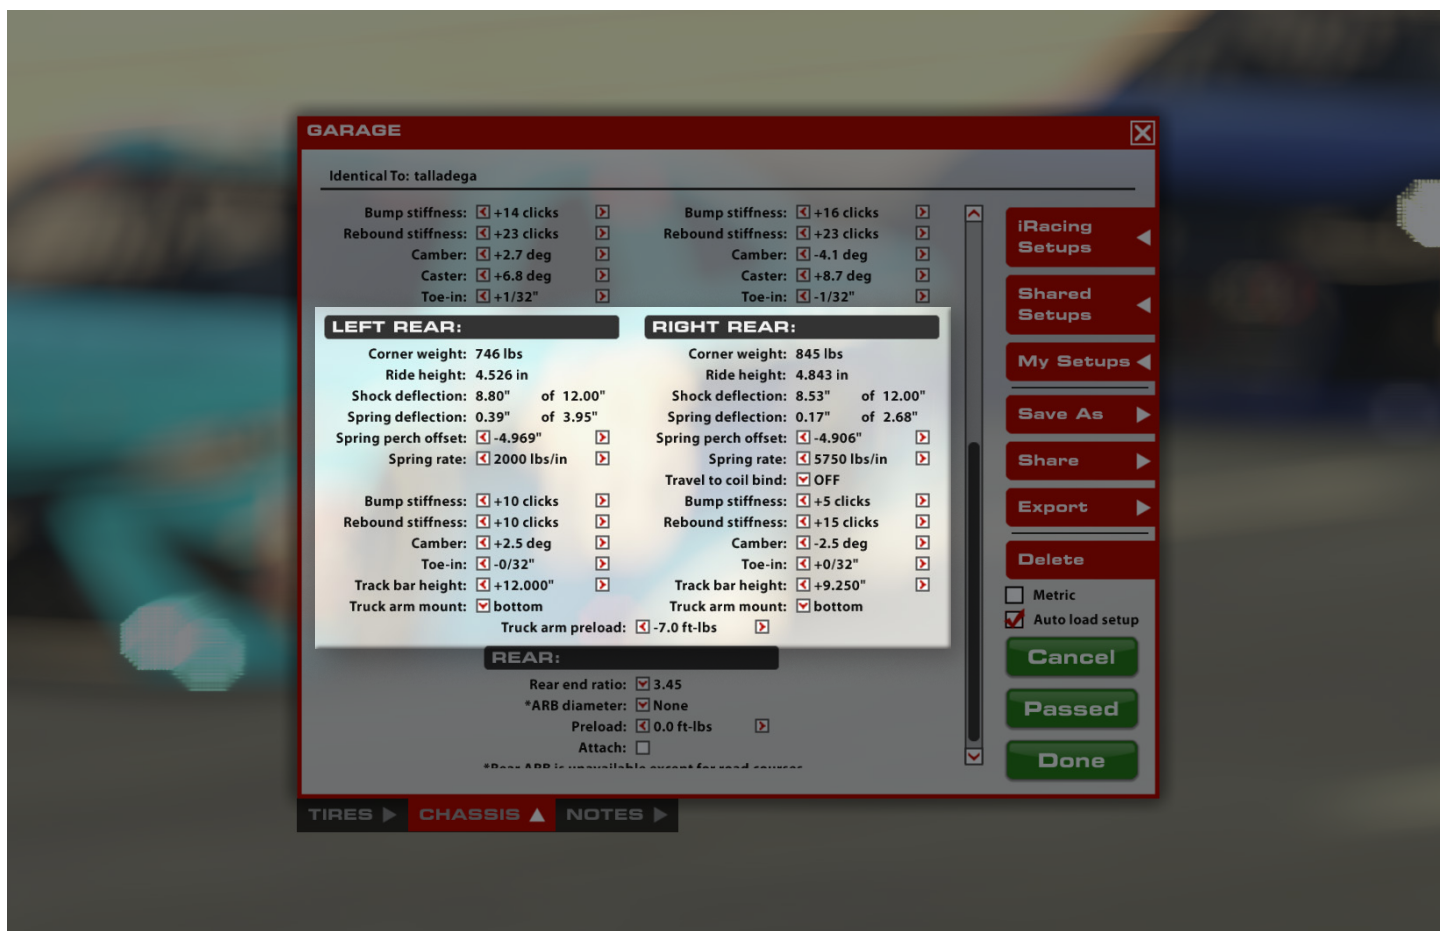 GARAGE
Identical To: talladega
Bump stiffness: +14 clicks Bump stiffness: +16 clicks
Rebound stiffness: +23 clicks Rebound stiffness: +23 clicks
Camber: +2.7 deg Camber: -4.1 deg
Caster: +6.8 deg Caster: +8.7 deg
Toe-in: +1/32" Toe-in: -1/32"
LEFT REAR: RIGHT REAR:
Corner weight: 746 lbs Corner weight: 845 lbs
Ride height: 4.526 in Ride height: 4.843 in
Shock deflection: 8.80" of 12.00" Shock deflection: 8.53" of 12.00"
Spring deflection: 0.39" of 3.95" Spring deflection: 0.17" of 2.68"
Spring perch offset: -4.969" Spring perch offset: -4.906"
Spring rate: 2000 lbs/in Spring rate: 5750 lbs/in
Travel to coil bind: OFF
Bump stiffness: +10 clicks Bump stiffness: +5 clicks
Rebound stiffness: +10 clicks Rebound stiffness: +15 clicks
Camber: +2.5 deg Camber: -2.5 deg
Toe-in: -0/32" Toe-in: +0/32"
Track bar height: +12.000" Track bar height: +9.250"
Truck arm mount: bottom Truck arm mount: bottom
Truck arm preload: -7.0 ft-lbs
REAR:
Rear end ratio: 3.45
*ARB diameter: None
Preload: 0.0 ft-lbs
Attach:
*Rear ARB is unavailable except for road courses
iRacing
Setups
Shared
Setups
My Setups
Save As
Share
Export
Delete
Metric
Auto load setup
Cancel
Passed
Done
TIRES CHASSIS NOTES